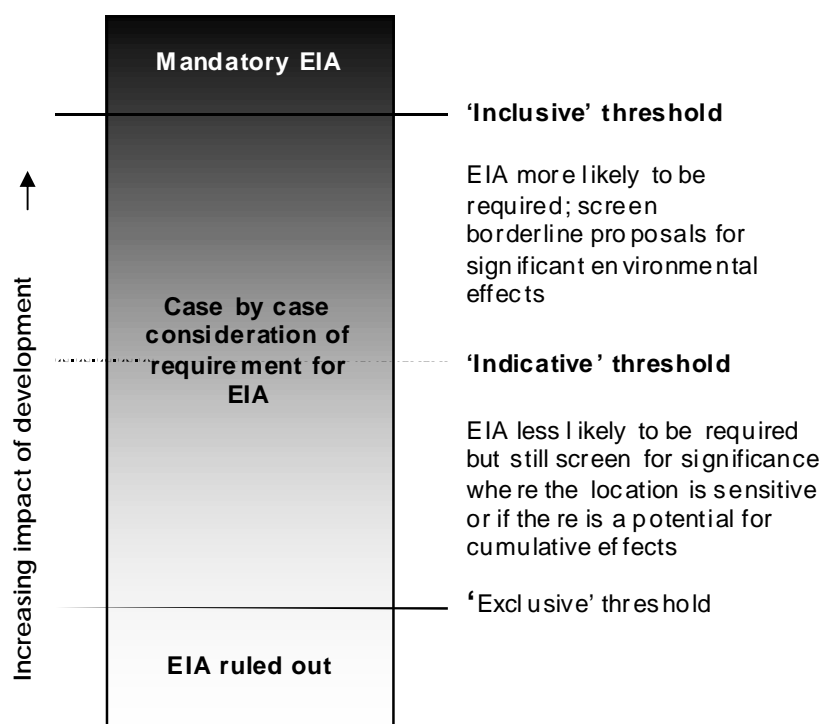 Mandatory EIA
‘Inclusive’ threshold
EIA more likely to be
required; screen
borderline proposals for
significant environmental
effects
Case by case
consideration of
requirement for
EIA
‘Indicative’ threshold
EIA less likely to be required
but still screen for significance
where the location is sensitive
or if there is a potential for
cumulative effects
‘Exclusive’ threshold
EIA ruled out
Increasing impact of development